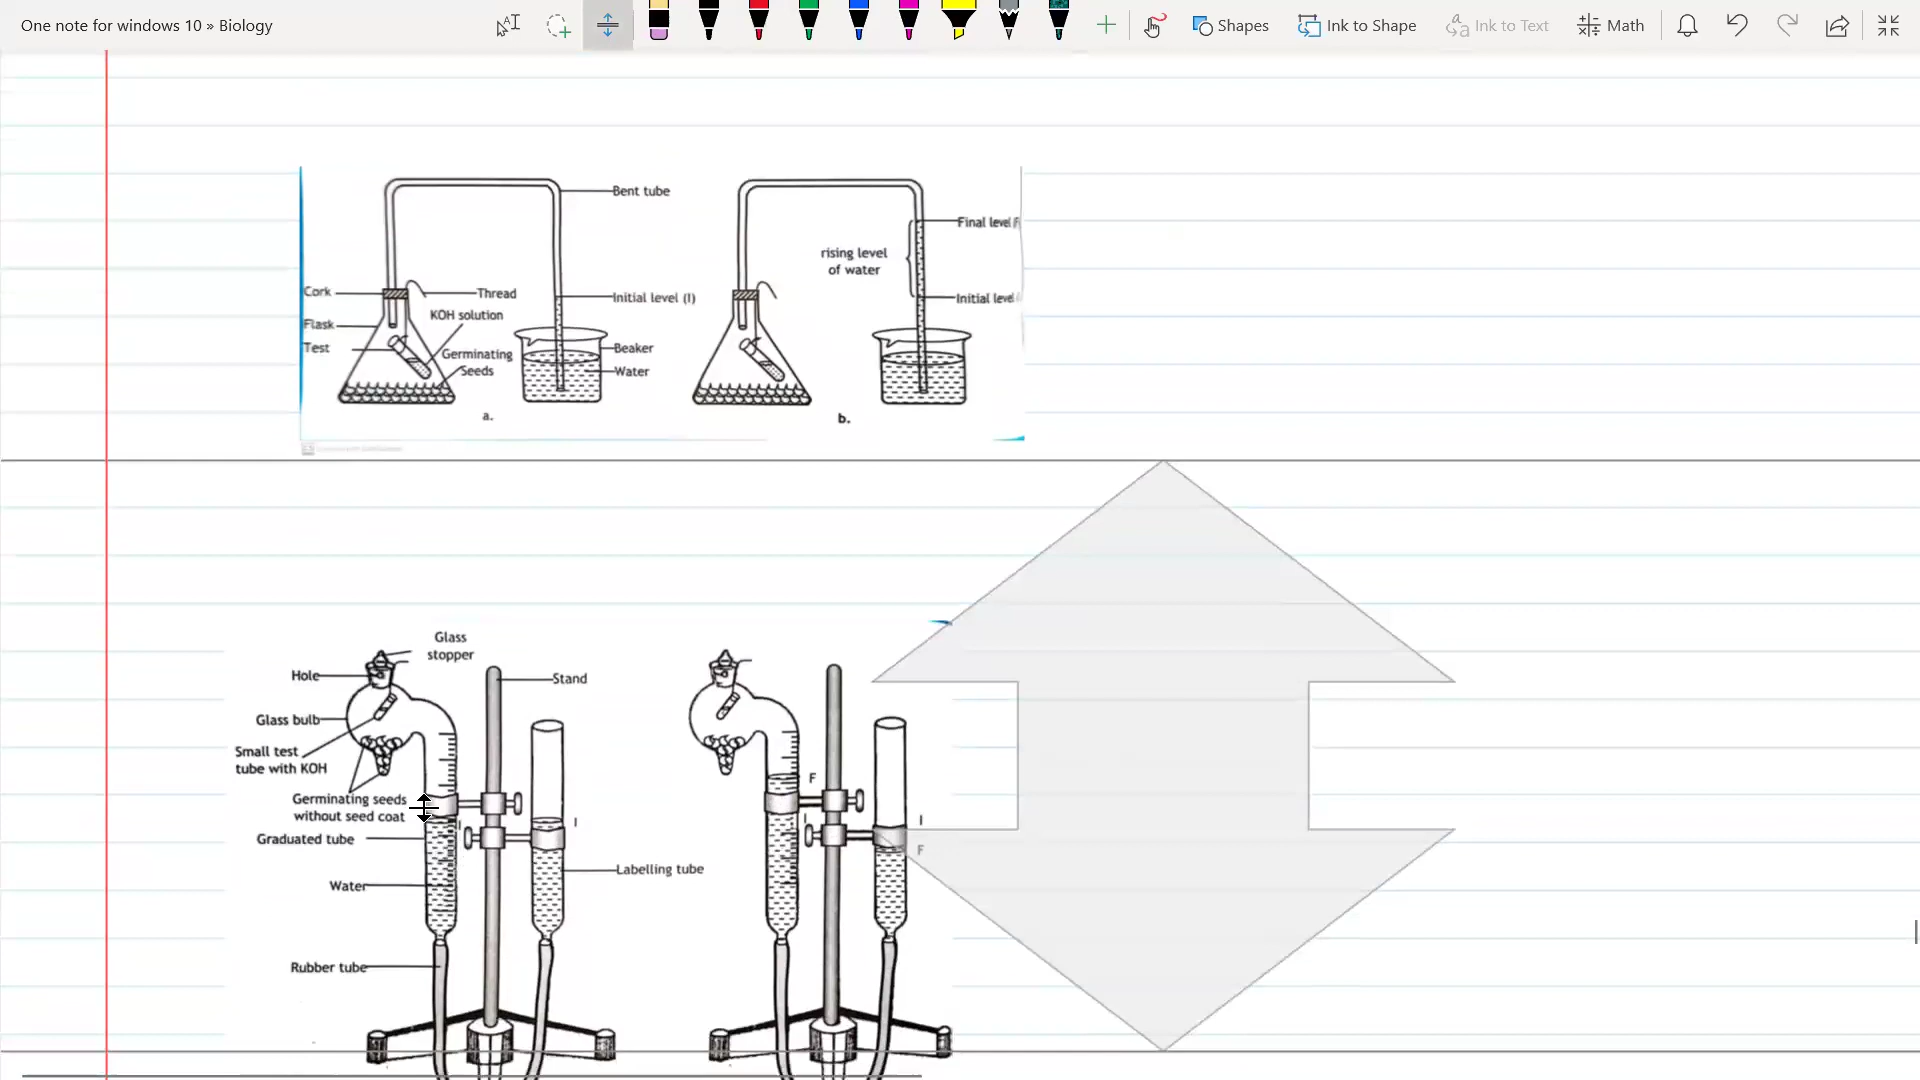 One note for windows 10 » Biology
Shapes
Ink to Shape
Ink to Text
Math
Bent tube
Cork
Thread
Initial level (I)
KOH solution
Flask
Test
Germinating
Seeds
Beaker
Water
a.
rising level
of water
Final level
Initial level
b.
Glass
stopper
Hole
Stand
Glass bulb
Small test
tube with KOH
Germinating seeds
without seed coat
I
I
Graduated tube
Labelling tube
Water
Rubber tube
F
I
I
F